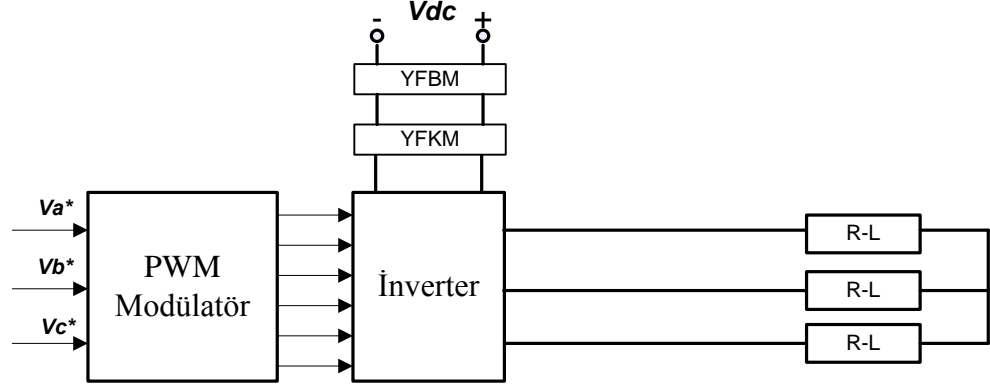 - Vdc +
YFBM
YFKM
Va*
Vb*
Vc*
PWM
Modülatör
İnverter
R-L
R-L
R-L